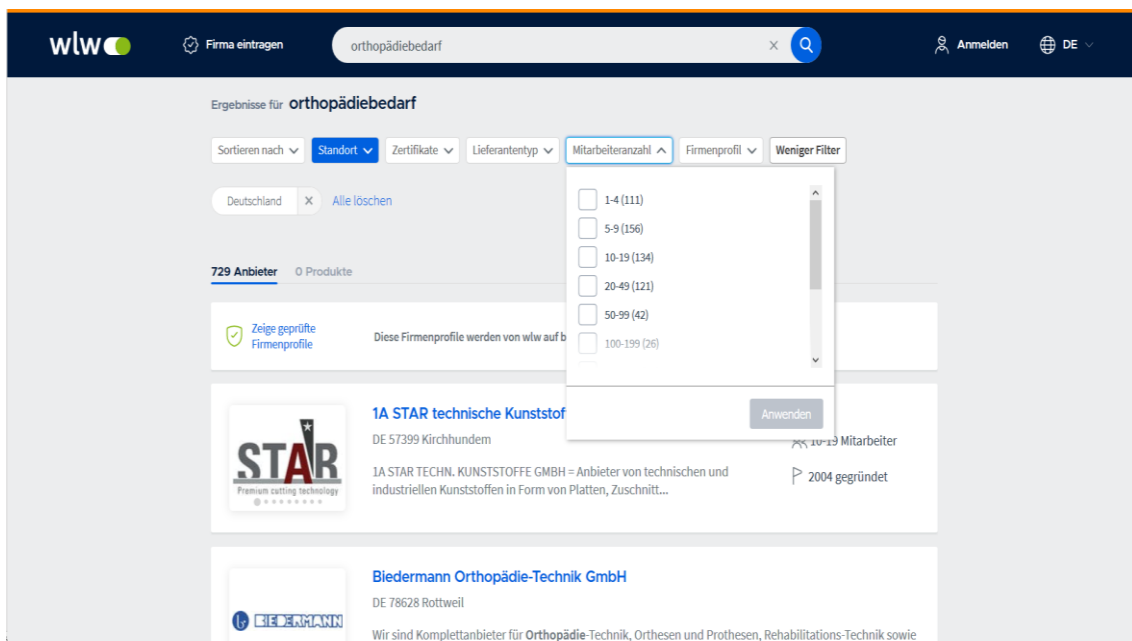 wlw
Firma eintragen
orthopädiebedarf
Anmelden
DE
Ergebnisse für orthopädiebedarf
Sortieren nach
Standort
Zertifikate
Lieferantentyp
Mitarbeiteranzahl
Firmenprofil
Weniger Filter
Deutschland
Alle löschen
1-4 (111)
5-9 (156)
10-19 (134)
20-49 (121)
50-99 (42)
100-199 (26)
Anwenden
729 Anbieter 0 Produkte
Zeige geprüfte
Firmenprofile
Diese Firmenprofile werden von wlw auf
STAR
Premium cutting technology
1A STAR technische
DE 57399 Kirchhundem
1A STAR TECHN. KUNSTSTOFFE GMBH = Anbieter von technischen und
industriellen Kunststoffen in Form von Platten, Zuschnitt...
10-19 Mitarbeiter
2004 gegründet
BIEDERMANN
Biedermann Orthopädie-Technik GmbH
DE 78628 Rottweil
Wir sind Komplettanbieter für Orthopädie-Technik, Orthesen und Prothesen, Rehabilitations-Technik sowie